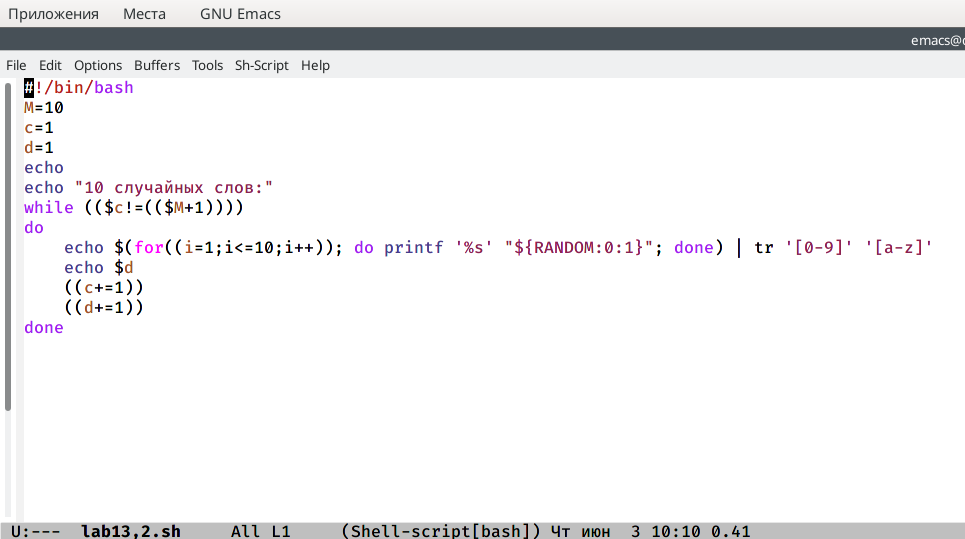 Приложения Места GNU Emacs
emacs@
File Edit Options Buffers Tools Sh-Script Help
#!/bin/bash
M=10
c=1
d=1
echo
echo "10 случайных слов:"
while (($c!=(($M+1))))
do
    echo $(for((i=1;i<=10;i++)); do printf '%s' "${RANDOM:0:1}"; done) | tr '[0-9]' '[a-z]'
    echo $d
    ((c+=1))
    ((d+=1))
done
U:--- lab13,2.sh All L1 (Shell-script[bash]) Чт июн 3 10:10 0.41